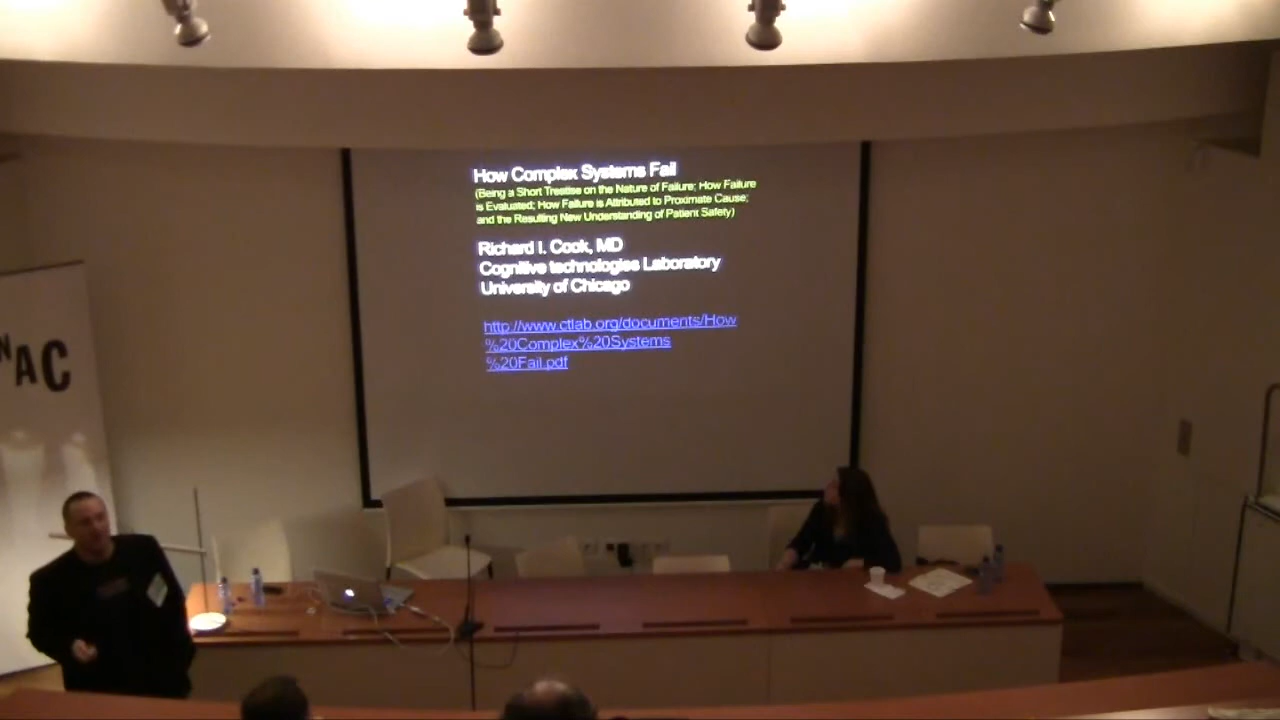 How Complex Systems Fail
(Being a Short Treatise on the Nature of Failure; How Failure
is Evaluated; How Failure is Attributed to Proximate Cause;
and the Resulting New Understanding of Patient Safety)
Richard I. Cook, MD
Cognitive technologies Laboratory
University of Chicago
http://www.ctlab.org/documents/How
%20Complex%20Systems
%20Fail.pdf
NAC